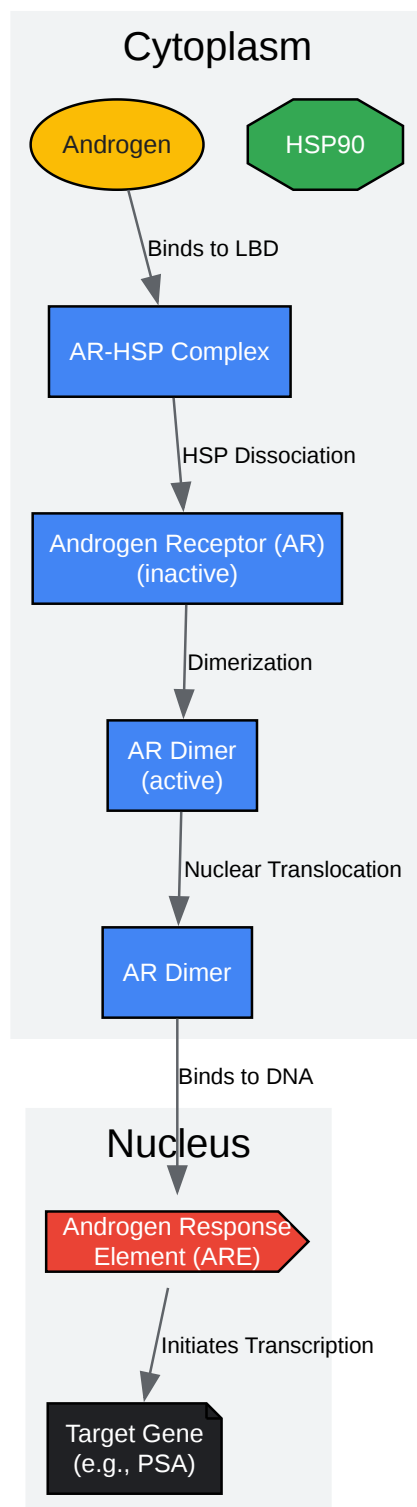 Cytoplasm
Androgen
HSP90
Binds to LBD
AR-HSP Complex
HSP Dissociation
Androgen Receptor (AR)
(inactive)
Dimerization
AR Dimer
(active)
Nuclear Translocation
AR Dimer
Binds to DNA
Nucleus
Androgen Response
Element (ARE)
Initiates Transcription
Target Gene
(e.g., PSA)